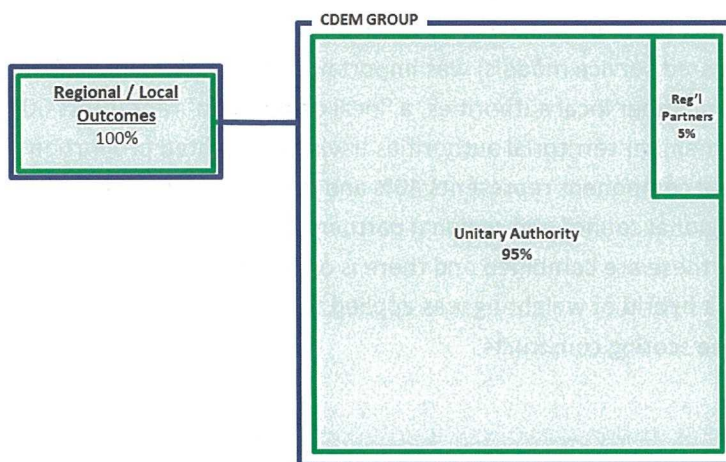 CDEM GROUP
Regional / Local
Outcomes
100%
Reg'l
Partners
5%
Unitary Authority
95%